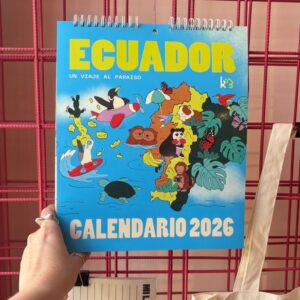 ECUADOR
UN VIAJE AL PARAÍSO
CALENDARIO 2026